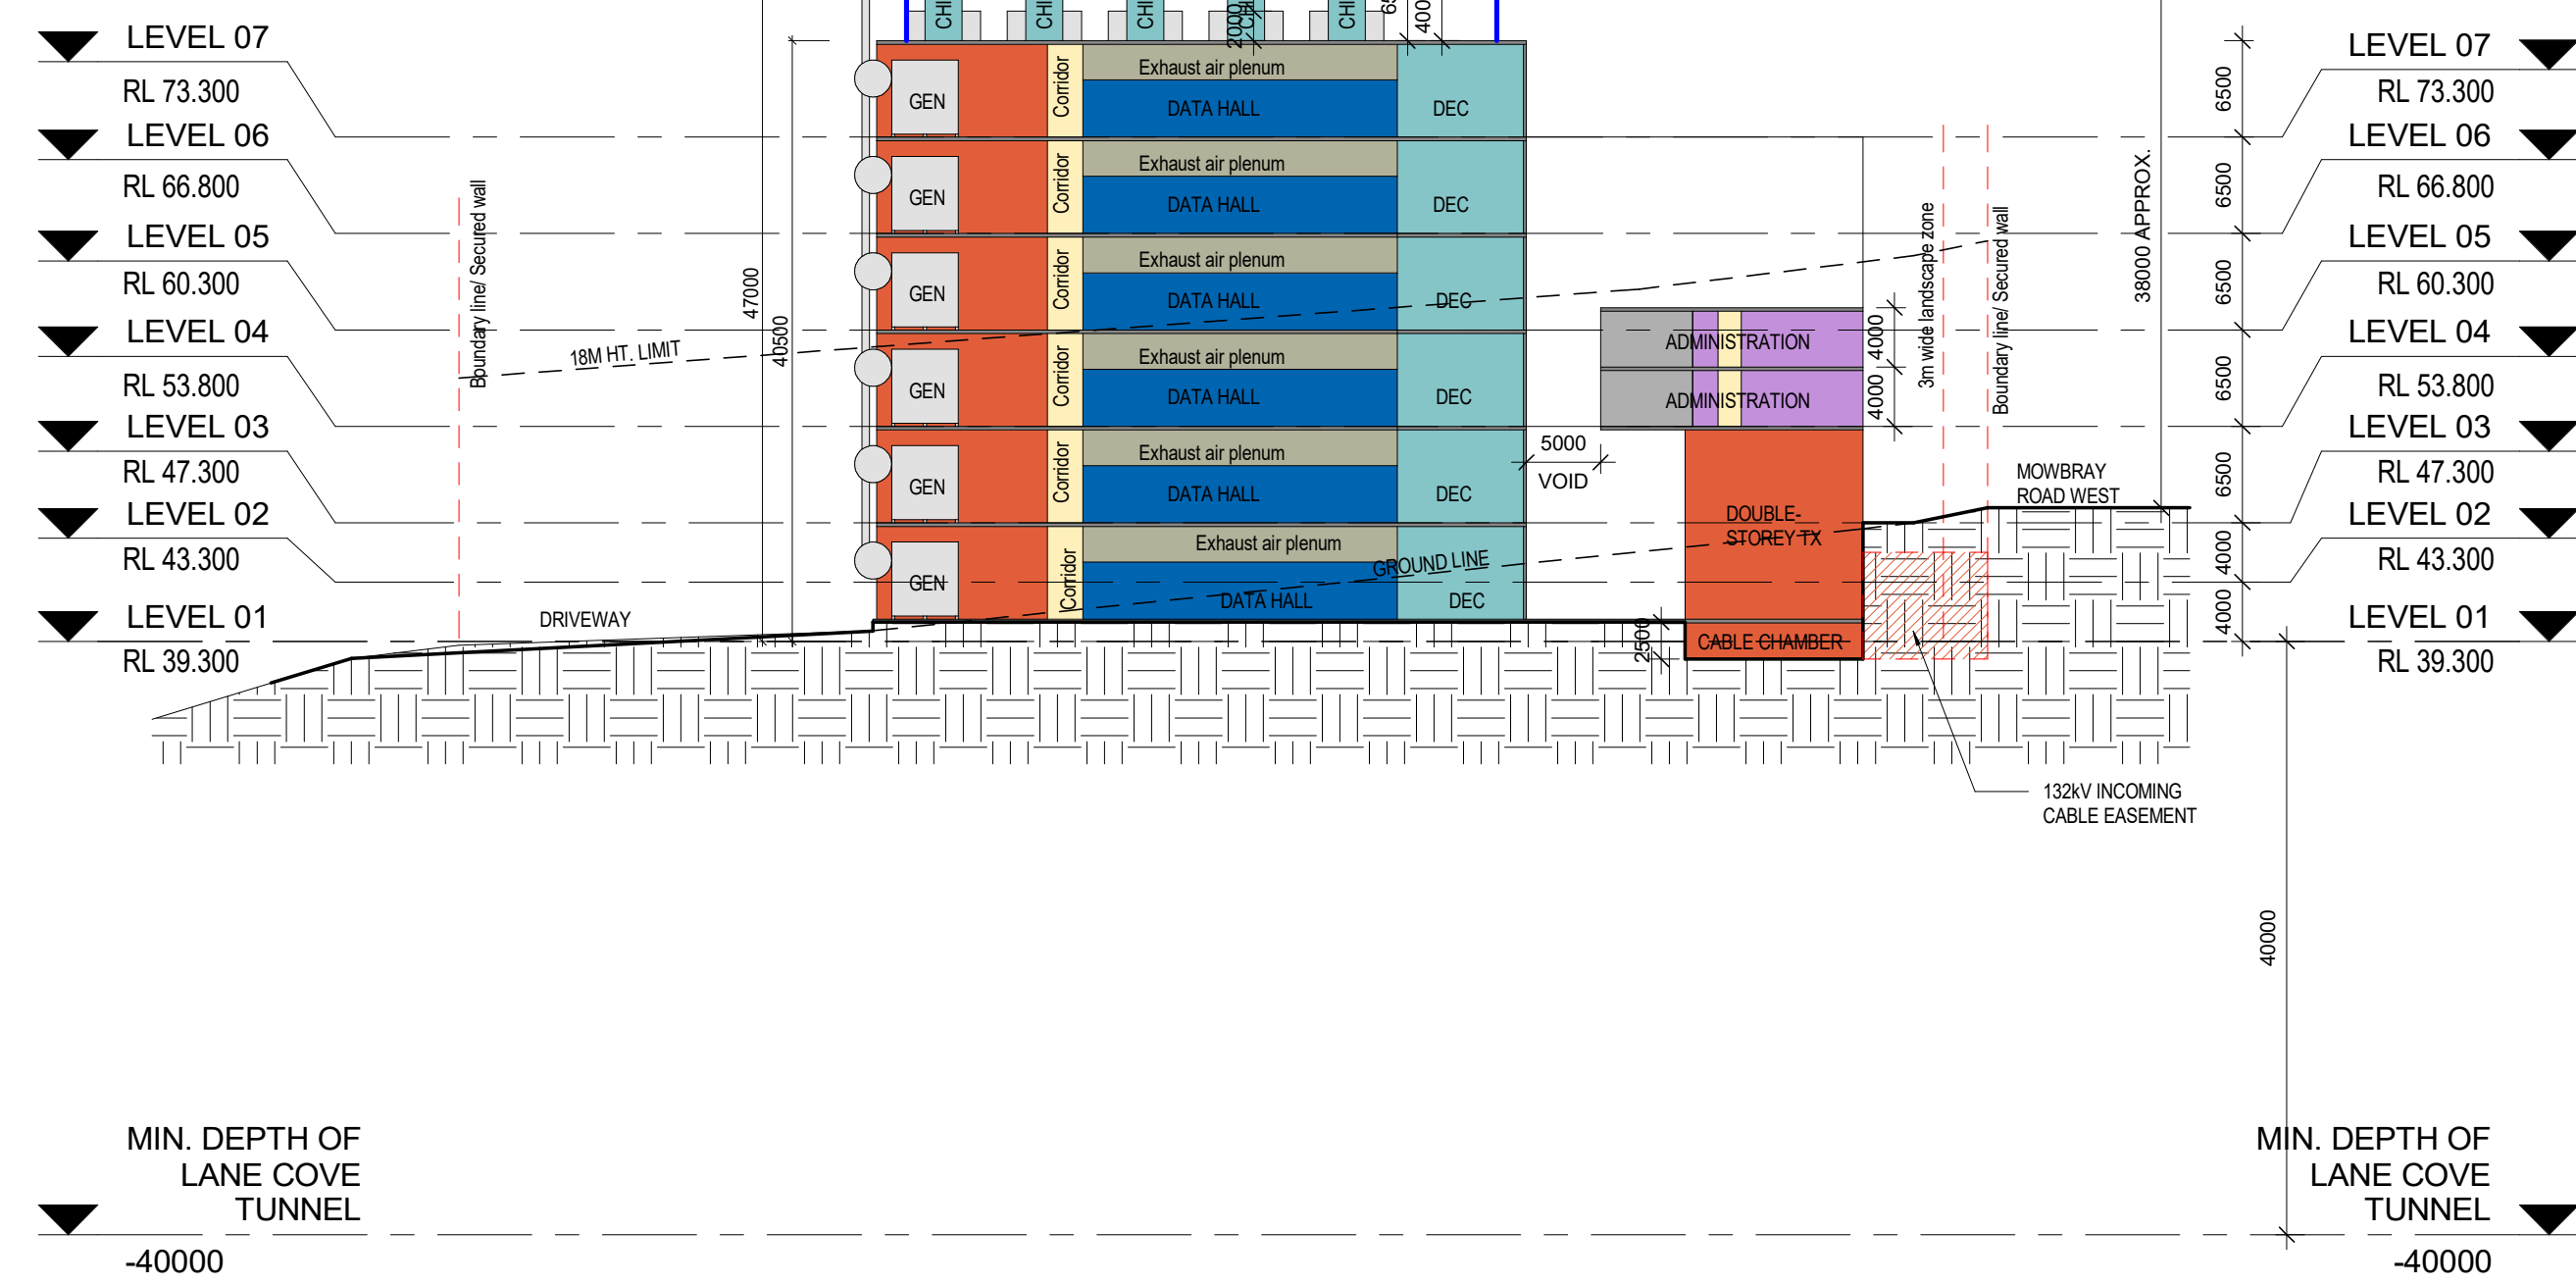 CHI
CHI
CHI
CHI
CHI
2000
400
LEVEL 07
RL 73.300
LEVEL 06
RL 66.800
LEVEL 05
RL 60.300
LEVEL 04
RL 53.800
LEVEL 03
RL 47.300
LEVEL 02
RL 43.300
LEVEL 01
RL 39.300
Boundary line/ Secured wall
18M HT. LIMIT
DRIVEWAY
47000
40500
GEN
Corridor
Exhaust air plenum
DATA HALL
DEC
GEN
Corridor
Exhaust air plenum
DATA HALL
DEC
GEN
Corridor
Exhaust air plenum
DATA HALL
DEC
GEN
Corridor
Exhaust air plenum
DATA HALL
DEC
GEN
Corridor
Exhaust air plenum
DATA HALL
DEC
GEN
Corridor
Exhaust air plenum
DATA HALL
DEC
GROUND LINE
5000
VOID
ADMINISTRATION
4000
ADMINISTRATION
4000
DOUBLE-
STOREY TX
2500
CABLE CHAMBER
3m wide landscape zone
Boundary line/ Secured wall
MOWBRAY
ROAD WEST
38000 APPROX.
132kV INCOMING
CABLE EASEMENT
6500
6500
6500
6500
6500
4000
4000
40000
LEVEL 07
RL 73.300
LEVEL 06
RL 66.800
LEVEL 05
RL 60.300
LEVEL 04
RL 53.800
LEVEL 03
RL 47.300
LEVEL 02
RL 43.300
LEVEL 01
RL 39.300
MIN. DEPTH OF
LANE COVE
TUNNEL
-40000
MIN. DEPTH OF
LANE COVE
TUNNEL
-40000